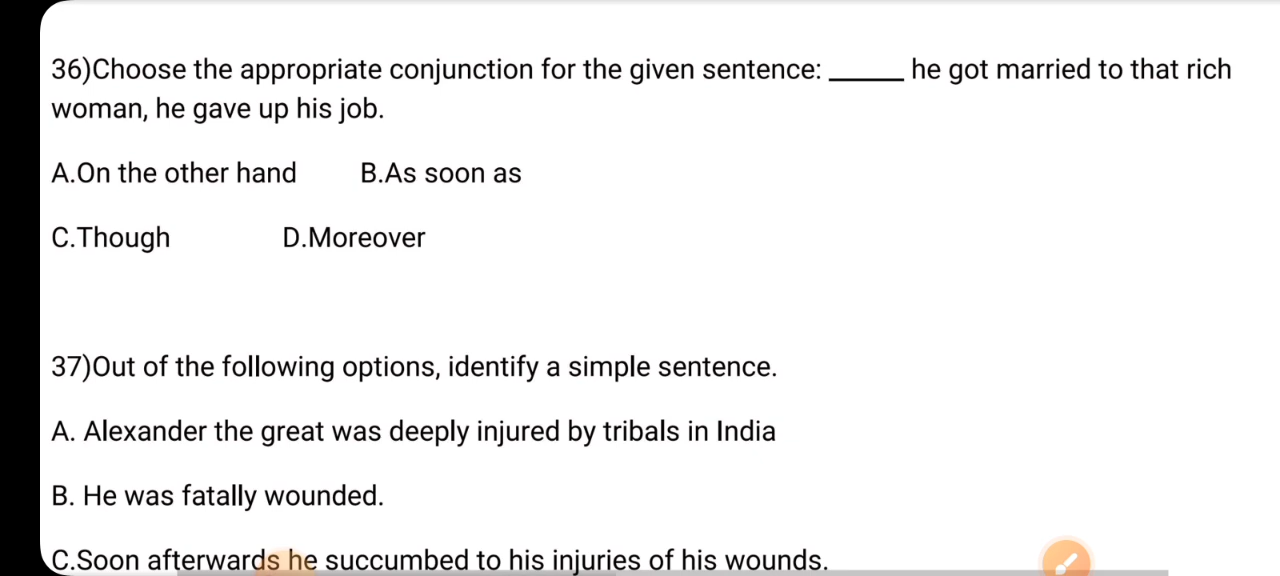 36)Choose the appropriate conjunction for the given sentence: _____ he got married to that rich
woman, he gave up his job.
A.On the other hand B.As soon as
C.Though D.Moreover
37)Out of the following options, identify a simple sentence.
A. Alexander the great was deeply injured by tribals in India
B. He was fatally wounded.
C.Soon afterwards he succumbed to his injuries of his wounds.